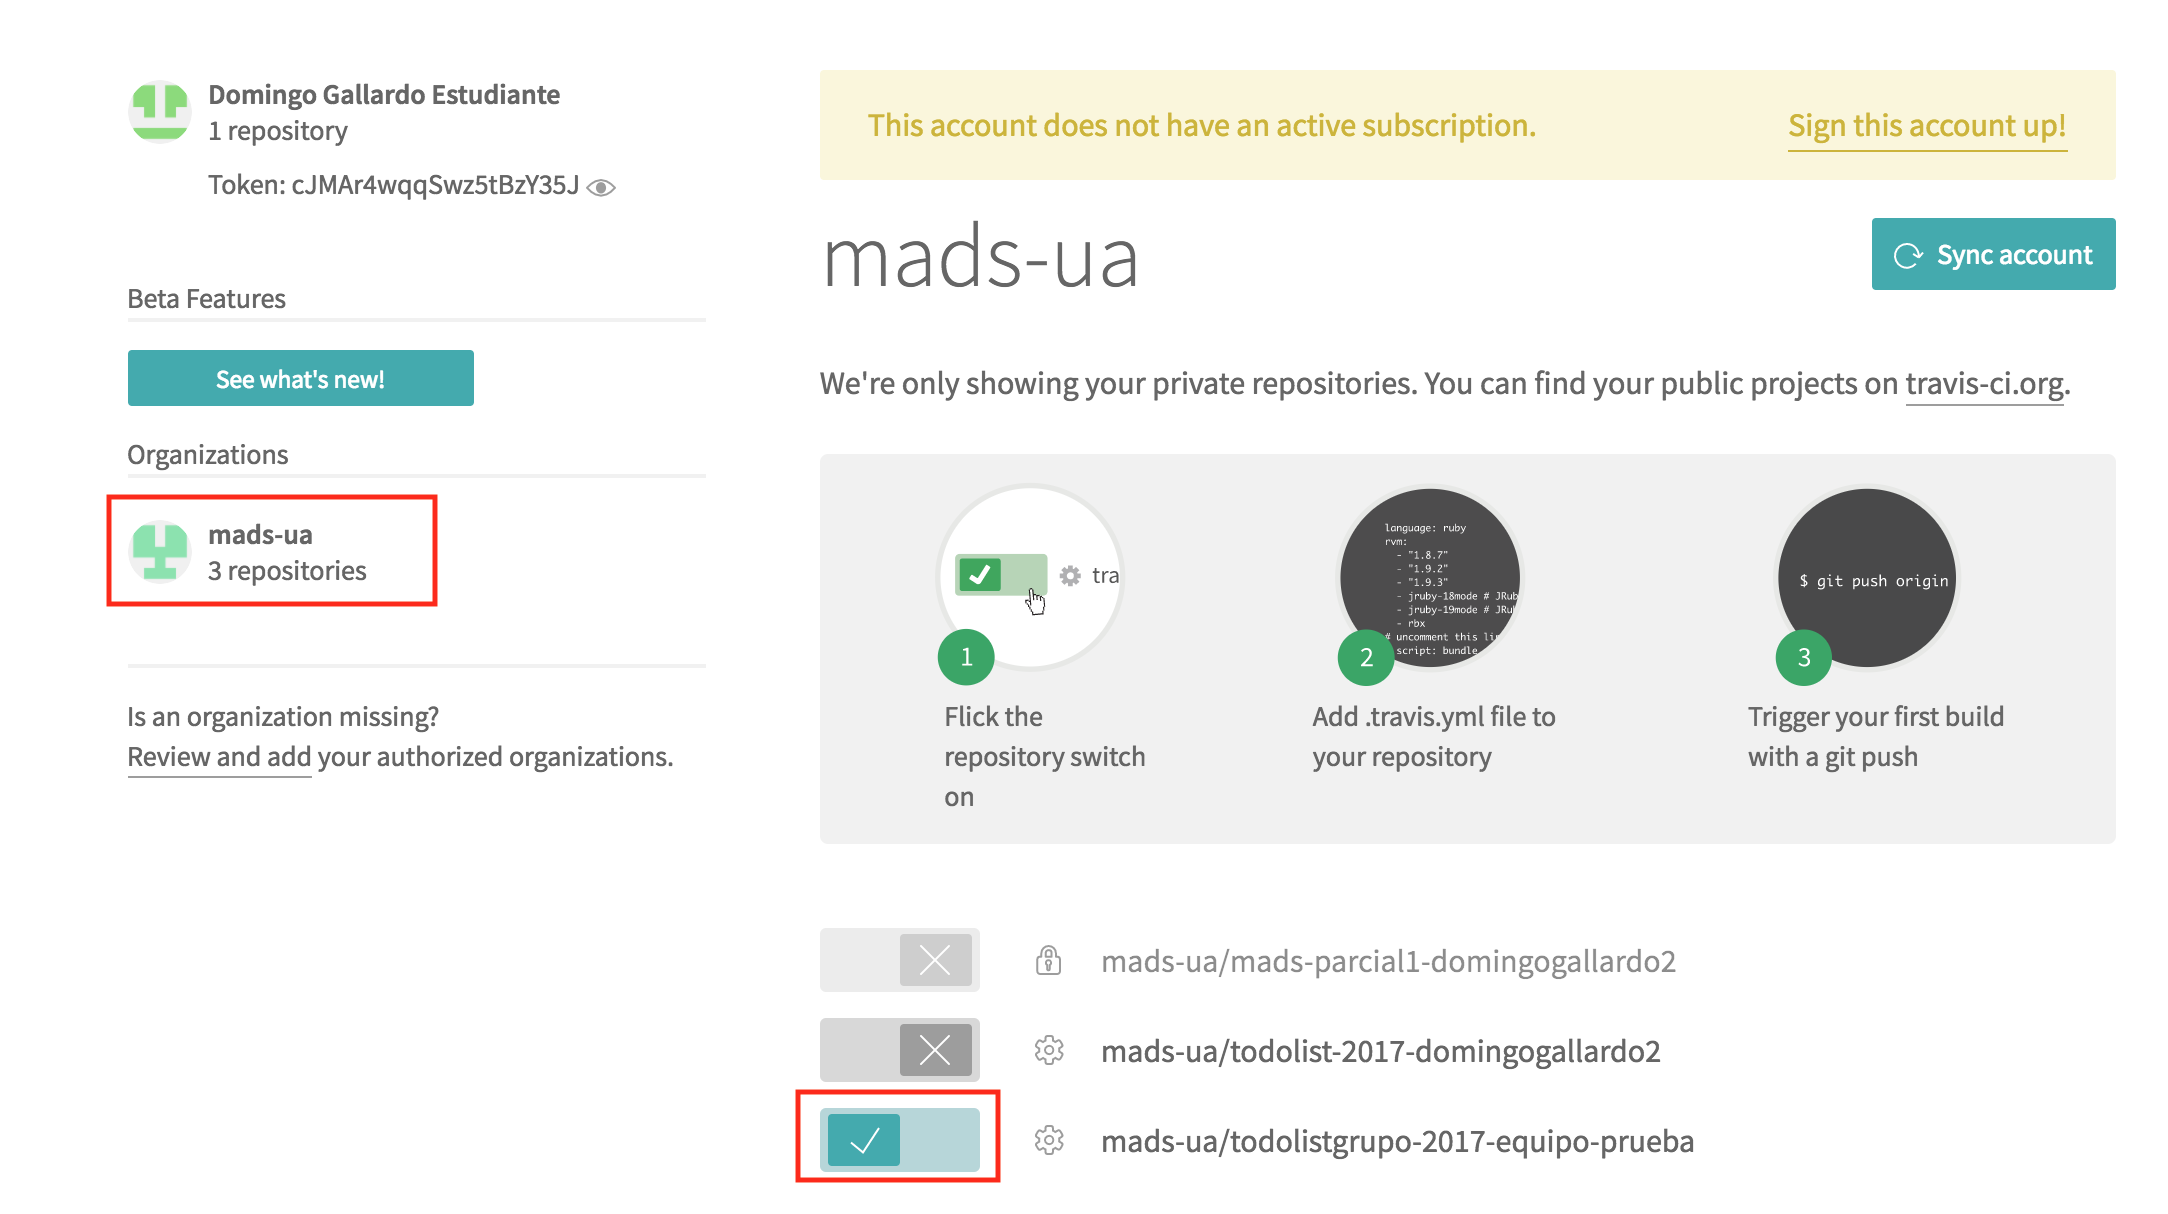 Domingo Gallardo Estudiante
1 repository
Token: cJMAr4wqqSwz5tBzY35J
Beta Features
See what's new!
Organizations
mads-ua
3 repositories
Is an organization missing?
Review and add your authorized organizations.
This account does not have an active subscription.
Sign this account up!
mads-ua
Sync account
We're only showing your private repositories. You can find your public projects on travis-ci.org.
tra
1
Flick the
repository switch
on
language: ruby
rvm:
- "1.8.7"
- "1.9.2"
- "1.9.3"
- jruby-18mode # JRub
- jruby-19mode # JRu
- rbx
# uncomment this li
script: bundle
2
Add .travis.yml file to
your repository
$ git push origin
3
Trigger your first build
with a git push
mads-ua/mads-parcial1-domingogallardo2
mads-ua/todolist-2017-domingogallardo2
mads-ua/todolistgrupo-2017-equipo-prueba